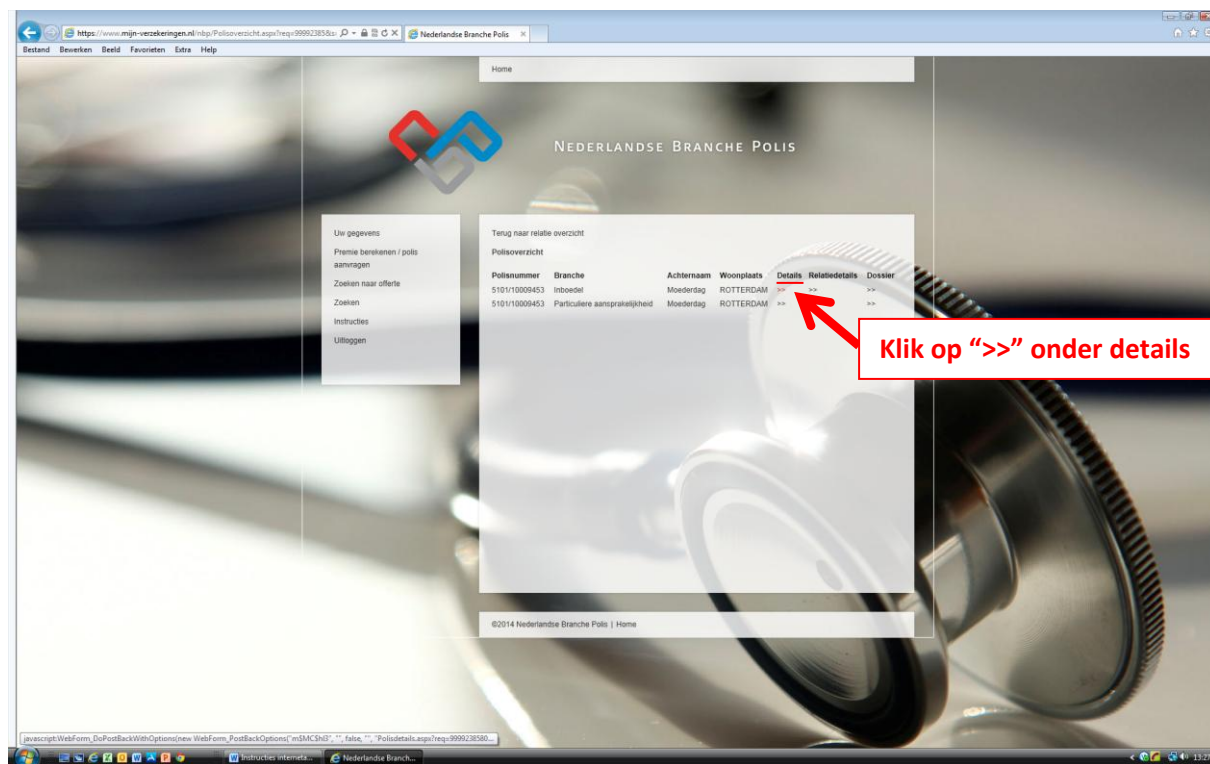 https://www.mijn-verzekeringen.nl/nbp/Polisoverzicht.aspx?req=99992385&s
Nederlandse Branche Polis
Bestand Bewerken Beeld Favorieten Extra Help
Home
NEDERLANDSE BRANCHE POLIS
Uw gegevens
Premie berekenen / polis
aanvragen
Zoeken naar offerte
Zoeken
Instructies
Uitloggen
Terug naar relatie overzicht
Polisoverzicht
Polisnummer Branche Achternaam Woonplaats Details Relatiedetails Dossier
5101/10009453 Inboedel Moederdag ROTTERDAM >> >> >>
5101/10009453 Particuliere aansprakelijkheid Moederdag ROTTERDAM >> >>
Klik op “>>” onder details
©2014 Nederlandse Branche Polis | Home
javascript:WebForm_DoPostBackWithOptions(new WebForm_PostBackOptions("m$MC$hl3", "", false, "", "Polisdetails.aspx?req=9999238580...
Instructies interneta... Nederlandse Branch... 13:27